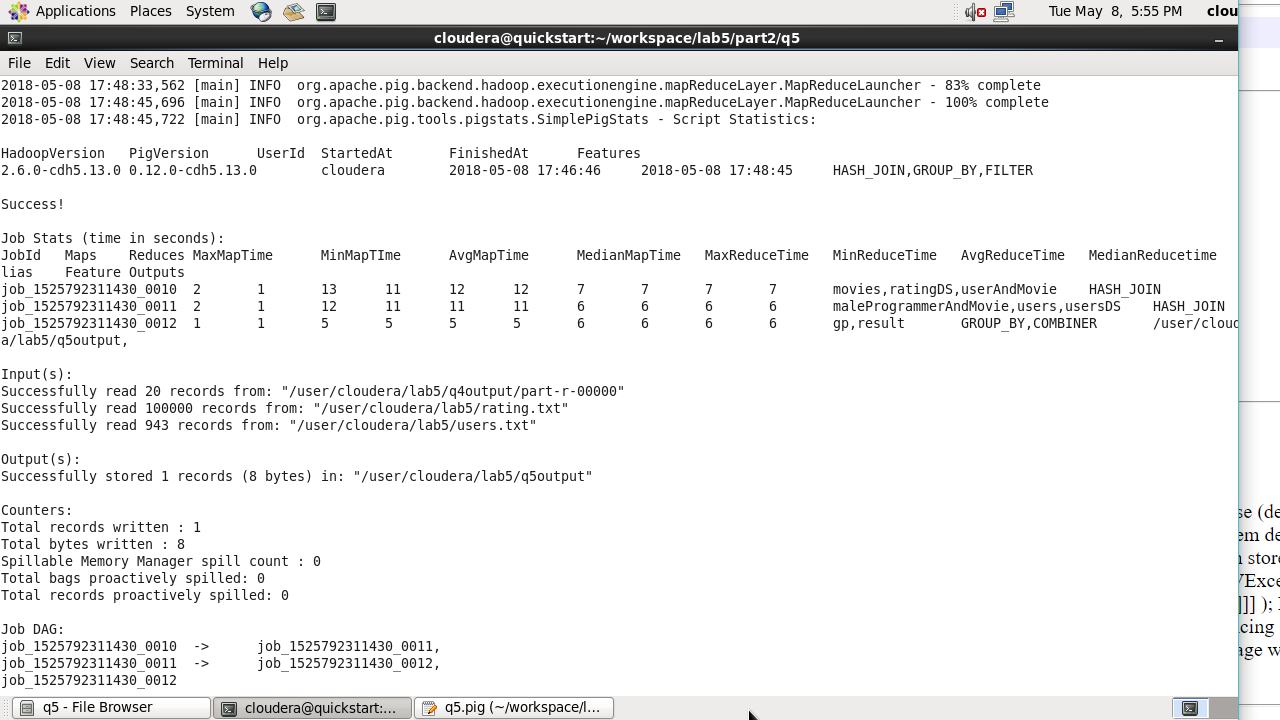 Applications Places System Tue May 8, 5:55 PM clou
cloudera@quickstart:~/workspace/lab5/part2/q5
File Edit View Search Terminal Help
2018-05-08 17:48:33,562 [main] INFO  org.apache.pig.backend.hadoop.executionengine.mapReduceLayer.MapReduceLauncher - 83% complete
2018-05-08 17:48:45,696 [main] INFO  org.apache.pig.backend.hadoop.executionengine.mapReduceLayer.MapReduceLauncher - 100% complete
2018-05-08 17:48:45,722 [main] INFO  org.apache.pig.tools.pigstats.SimplePigStats - Script Statistics:
HadoopVersion PigVersion UserId StartedAt FinishedAt Features
2.6.0-cdh5.13.0 0.12.0-cdh5.13.0 cloudera 2018-05-08 17:46:46 2018-05-08 17:48:45 HASH_JOIN,GROUP_BY,FILTER
Success!
Job Stats (time in seconds):
JobId Maps Reduces MaxMapTime MinMapTIme AvgMapTime MedianMapTime MaxReduceTime MinReduceTime AvgReduceTime MedianReducetime
lias Feature Outputs
job_1525792311430_0010 2 1 13 11 12 12 7 7 7 7 movies,ratingDS,userAndMovie HASH_JOIN
job_1525792311430_0011 2 1 12 11 11 11 6 6 6 6 maleProgrammerAndMovie,users,usersDS HASH_JOIN
job_1525792311430_0012 1 1 5 5 5 5 6 6 6 6 gp,result GROUP_BY,COMBINER /user/cloud
a/lab5/q5output,
Input(s):
Successfully read 20 records from: "/user/cloudera/lab5/q4output/part-r-00000"
Successfully read 100000 records from: "/user/cloudera/lab5/rating.txt"
Successfully read 943 records from: "/user/cloudera/lab5/users.txt"
Output(s):
Successfully stored 1 records (8 bytes) in: "/user/cloudera/lab5/q5output"
Counters:
Total records written : 1
Total bytes written : 8
Spillable Memory Manager spill count : 0
Total bags proactively spilled: 0
Total records proactively spilled: 0
Job DAG:
job_1525792311430_0010 -> job_1525792311430_0011,
job_1525792311430_0011 -> job_1525792311430_0012,
job_1525792311430_0012
se (de
em de
n store
/Exce
]]] );
cing
age w
q5 - File Browser cloudera@quickstart:... q5.pig (~/workspace/l...